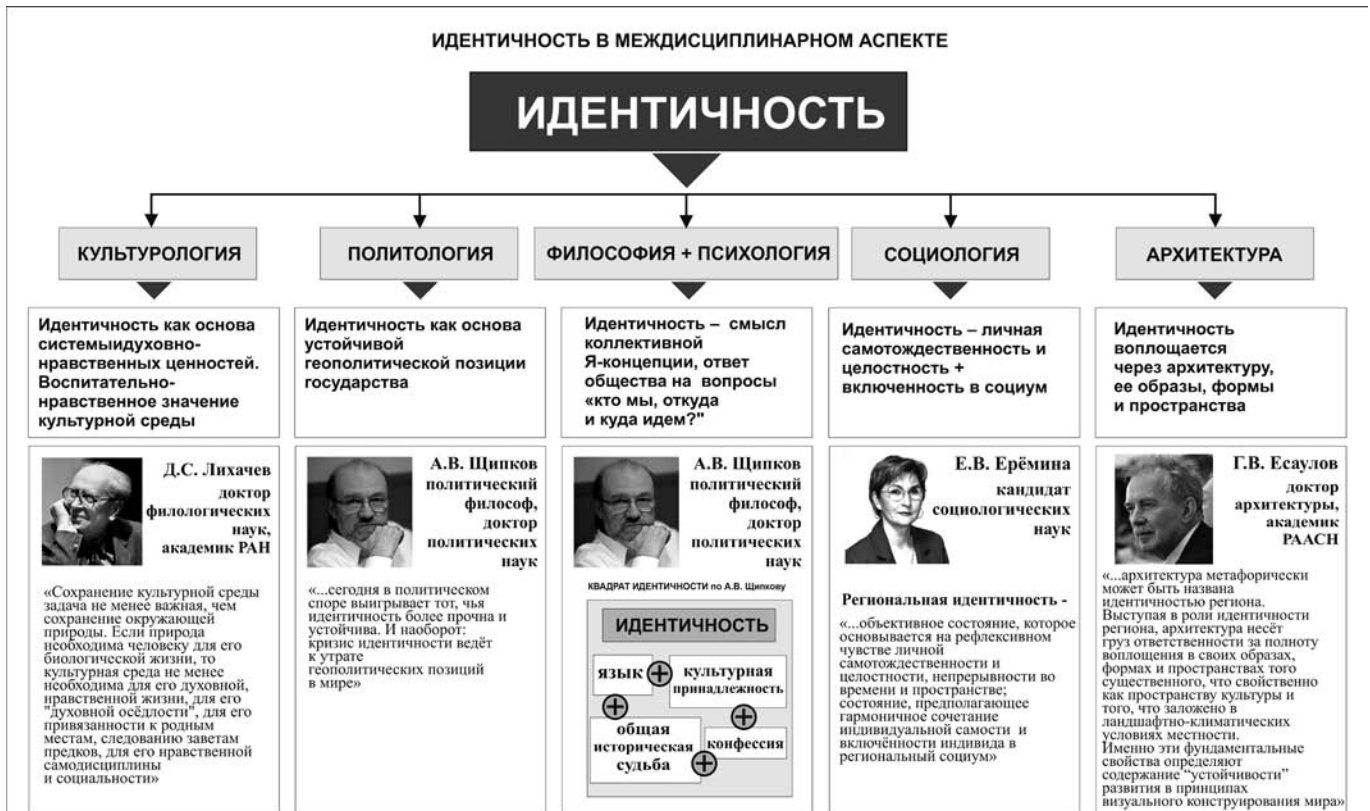 ИДЕНТИЧНОСТЬ В МЕЖДИСЦИПЛИНАРНОМ АСПЕКТЕ
ИДЕНТИЧНОСТЬ
КУЛЬТУРОЛОГИЯ
Идентичность как основа
системыидуховно-
нравственных ценностей.
Воспитательно-
нравственное значение
культурной среды
Д.С. Лихачев
доктор
филологических
наук,
академик РАН
«Сохранение культурной среды
задача не менее важная, чем
сохранение окружающей
природы. Если природа
необходима человеку для его
биологической жизни, то
культурная среда не менее
необходима для его духовной,
нравственной жизни, для его
"духовной осёдлости", для его
привязанности к родным
местам, следованию заветам
предков, для его нравственной
самодисциплины
и социальности»
ПОЛИТОЛОГИЯ
Идентичность как основа
устойчивой
геополитической позиции
государства
А.В. Щипков
политический
философ,
доктор
политических
наук
«...сегодня в политическом
споре выигрывает тот, чья
идентичность более прочна и
устойчива. И наоборот:
кризис идентичности ведёт
к утрате
геополитических позиций
в мире»
ФИЛОСОФИЯ + ПСИХОЛОГИЯ
Идентичность – смысл
коллективной
Я-концепции, ответ
общества на вопросы
«кто мы, откуда
и куда идем?"
А.В. Щипков
политический
философ,
доктор
политических
наук
КВАДРАТ ИДЕНТИЧНОСТИ по А.В. Щипкову
ИДЕНТИЧНОСТЬ
язык + культурная
принадлежность
+ +
общая
историческая
судьба + конфессия
СОЦИОЛОГИЯ
Идентичность – личная
самотождественность и
целостность +
включенность в социум
Е.В. Ерёмина
кандидат
социологических
наук
Региональная идентичность -
«...объективное состояние, которое
основывается на рефлексивном
чувстве личной
самотождественности и
целостности, непрерывности во
времени и пространстве;
состояние, предполагающее
гармоничное сочетание
индивидуальной самости и
включённости индивида в
региональный социум»
АРХИТЕКТУРА
Идентичность
воплощается
через архитектуру,
ее образы, формы
и пространства
Г.В. Есаулов
доктор
архитектуры,
академик
РААСН
«...архитектура метафорически
может быть названа
идентичностью региона.
Выступая в роли идентичности
региона, архитектура несёт
груз ответственности за полноту
воплощения в своих образах,
формах и пространствах того
существенного, что свойственно
как пространству культуры и
того, что заложено в
ландшафтно-климатических
условиях местности.
Именно эти фундаментальные
свойства определяют
содержание "устойчивости"
развития в принципах
визуального конструирования мира»